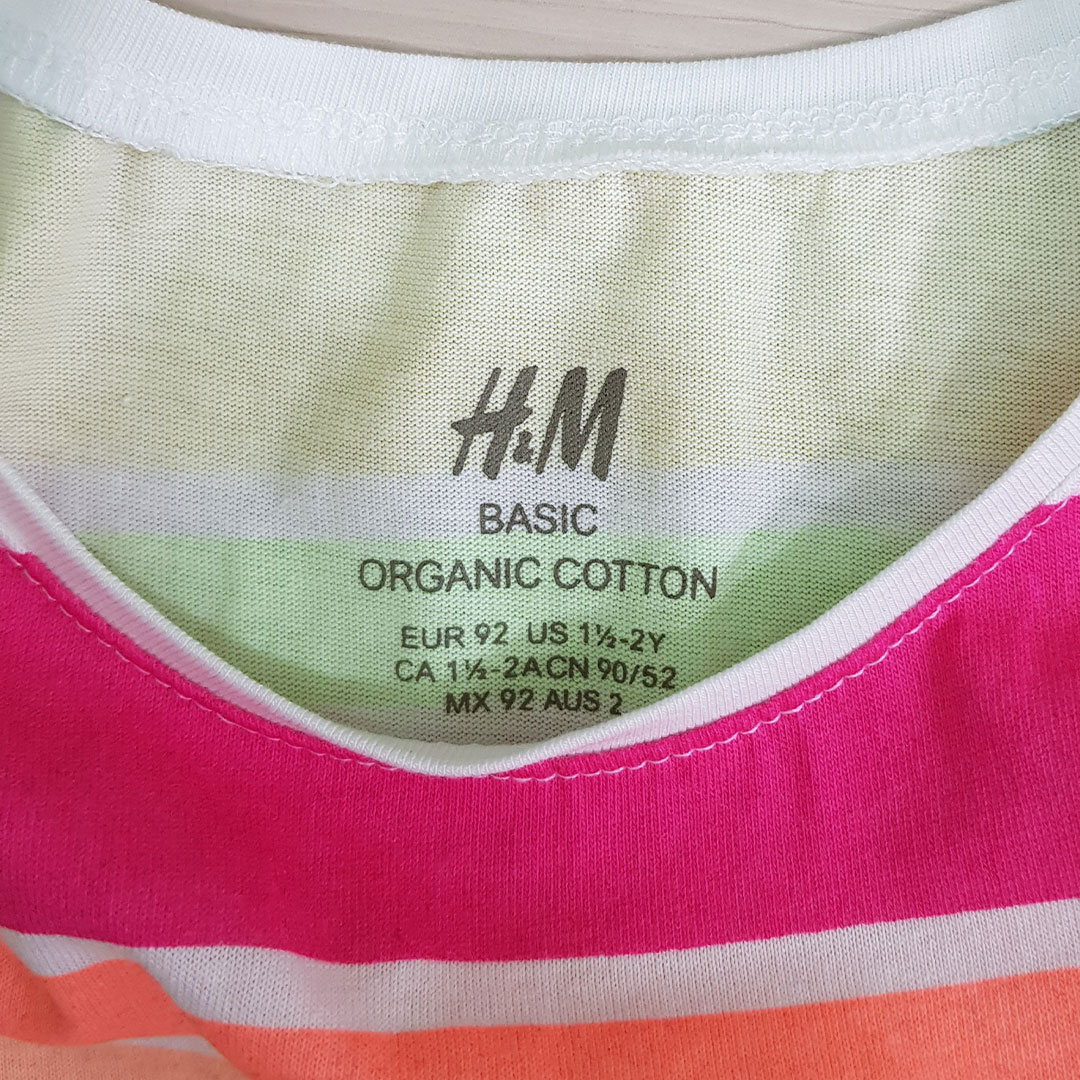 H&M
BASIC
ORGANIC COTTON
EUR 92 US 1½-2Y
CA 1½-2A CN 90/52
MX 92 AUS 2